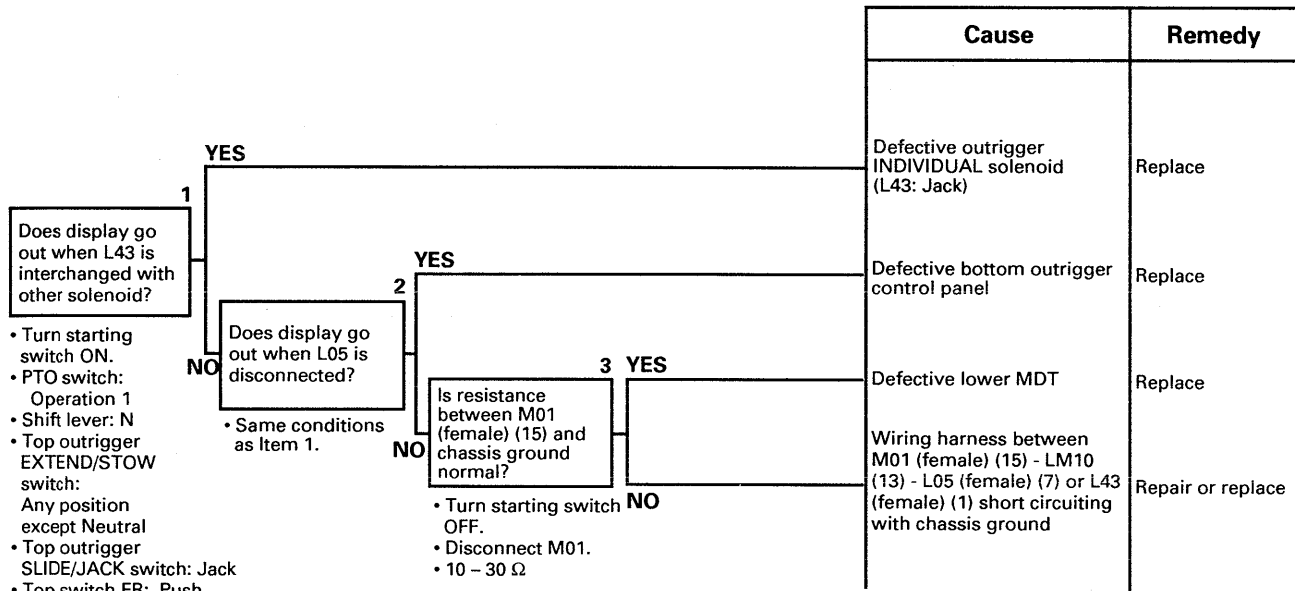 Cause
Remedy
YES
Defective outrigger
INDIVIDUAL solenoid
(L43: Jack)
Replace
1
Does display go
out when L43 is
interchanged with
other solenoid?
• Turn starting
switch ON.
• PTO switch:
Operation 1
• Shift lever: N
• Top outrigger
EXTEND/STOW
switch:
Any position
except Neutral
• Top outrigger
SLIDE/JACK switch: Jack
• Top switch FR: Push
NO
YES
Defective bottom outrigger
control panel
Replace
2
Does display go
out when L05 is
disconnected?
• Same conditions
as Item 1.
NO
3
YES
Defective lower MDT
Replace
Is resistance
between M01
(female) (15) and
chassis ground
normal?
• Turn starting switch
OFF.
• Disconnect M01.
• 10 – 30 Ω
NO
Wiring harness between
M01 (female) (15) - LM10
(13) - L05 (female) (7) or L43
(female) (1) short circuiting
with chassis ground
Repair or replace